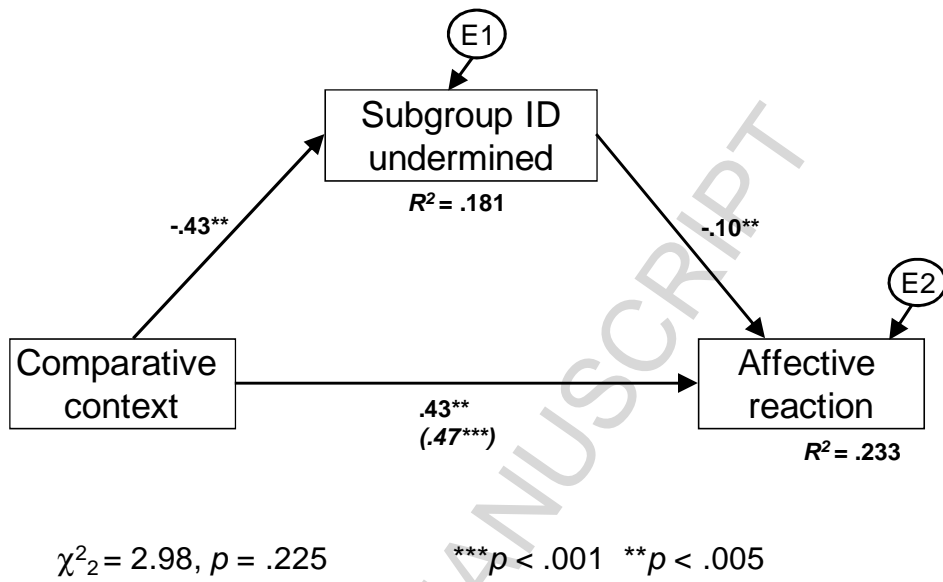 E1
Subgroup ID
undermined
R² = .181
-.43**
-.10**
E2
Comparative
context
Affective
reaction
.43**
(.47***)
R² = .233
χ²₂ = 2.98, p = .225 ***p < .001 **p < .005
MANUSCRIPT